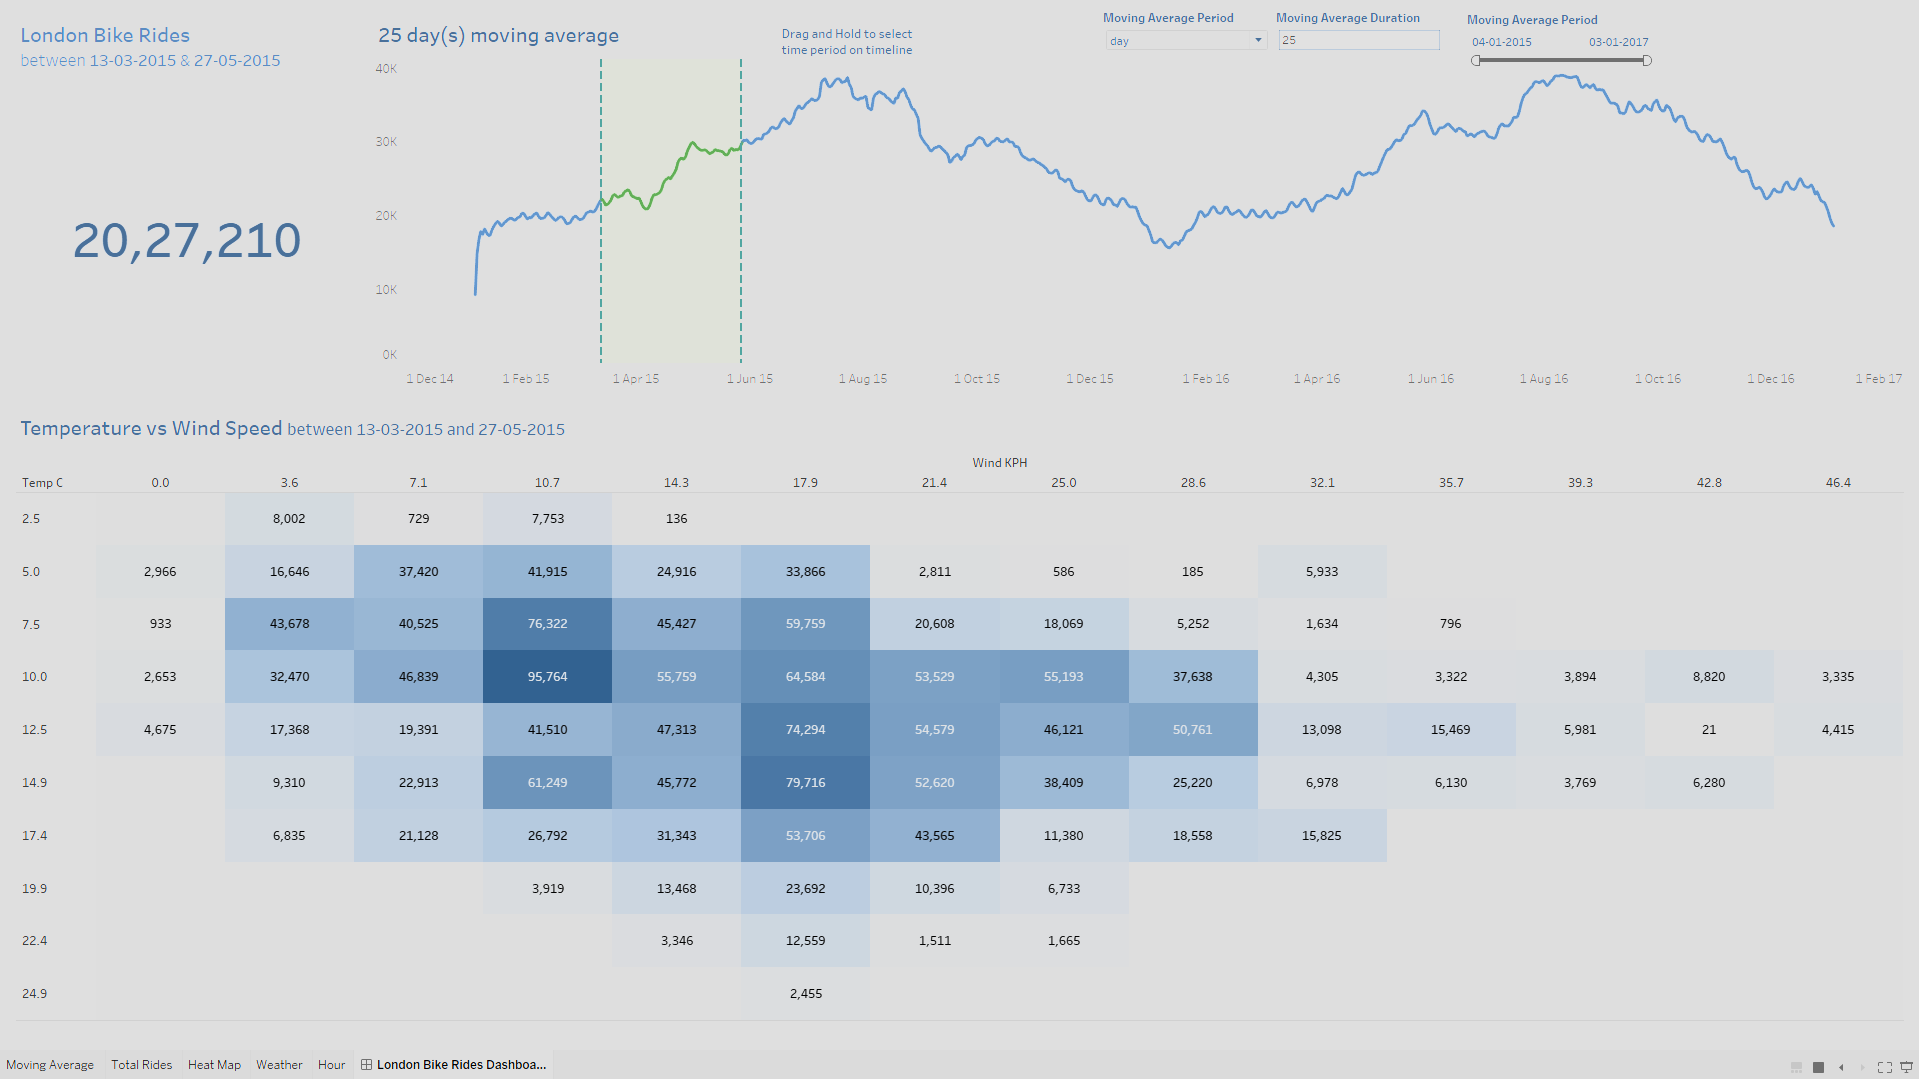 London Bike Rides
between 13-03-2015 & 27-05-2015
20,27,210
25 day(s) moving average
Drag and Hold to select
time period on timeline
Moving Average Period
day
Moving Average Duration
25
Moving Average Period
04-01-2015 03-01-2017
40K
30K
20K
10K
0K
1 Dec 14 1 Feb 15 1 Apr 15 1 Jun 15 1 Aug 15 1 Oct 15 1 Dec 15 1 Feb 16 1 Apr 16 1 Jun 16 1 Aug 16 1 Oct 16 1 Dec 16 1 Feb 17
Temperature vs Wind Speed between 13-03-2015 and 27-05-2015
Wind KPH
Temp C 0.0 3.6 7.1 10.7 14.3 17.9 21.4 25.0 28.6 32.1 35.7 39.3 42.8 46.4
2.5 8,002 729 7,753 136
5.0 2,966 16,646 37,420 41,915 24,916 33,866 2,811 586 185 5,933
7.5 933 43,678 40,525 76,322 45,427 59,759 20,608 18,069 5,252 1,634 796
10.0 2,653 32,470 46,839 95,764 55,759 64,584 53,529 55,193 37,638 4,305 3,322 3,894 8,820 3,335
12.5 4,675 17,368 19,391 41,510 47,313 74,294 54,579 46,121 50,761 13,098 15,469 5,981 21 4,415
14.9 9,310 22,913 61,249 45,772 79,716 52,620 38,409 25,220 6,978 6,130 3,769 6,280
17.4 6,835 21,128 26,792 31,343 53,706 43,565 11,380 18,558 15,825
19.9 3,919 13,468 23,692 10,396 6,733
22.4 3,346 12,559 1,511 1,665
24.9 2,455
Moving Average Total Rides Heat Map Weather Hour London Bike Rides Dashboa...